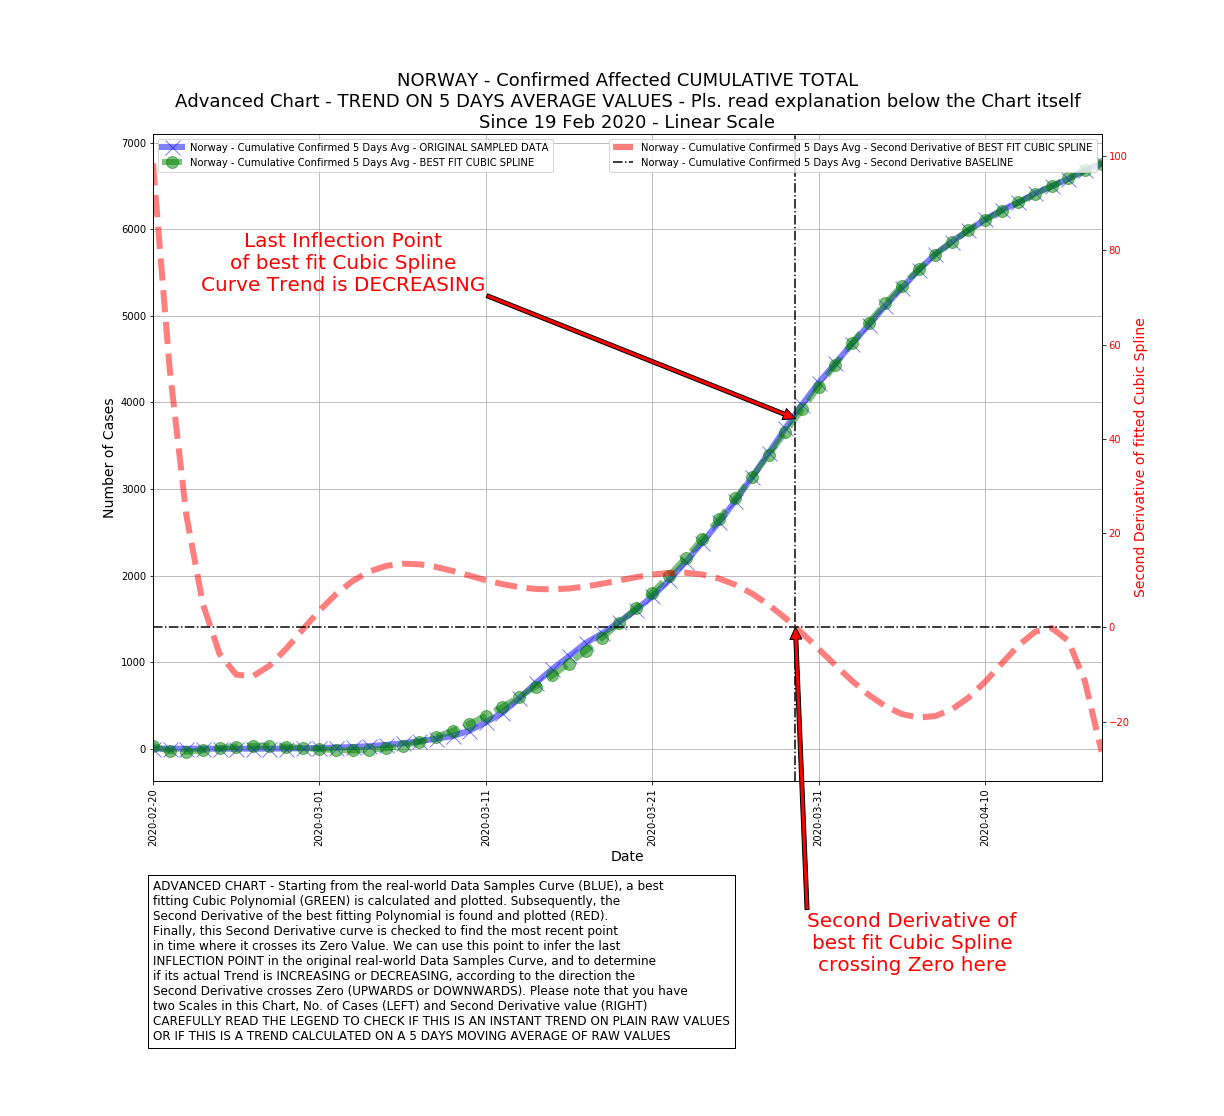 NORWAY - Confirmed Affected CUMULATIVE TOTAL
Advanced Chart - TREND ON 5 DAYS AVERAGE VALUES - Pls. read explanation below the Chart itself
Since 19 Feb 2020 - Linear Scale
Norway - Cumulative Confirmed 5 Days Avg - ORIGINAL SAMPLED DATA
Norway - Cumulative Confirmed 5 Days Avg - BEST FIT CUBIC SPLINE
Norway - Cumulative Confirmed 5 Days Avg - Second Derivative of BEST FIT CUBIC SPLINE
Norway - Cumulative Confirmed 5 Days Avg - Second Derivative BASELINE
7000
6000
5000
4000
3000
2000
1000
0
Number of Cases
Last Inflection Point
of best fit Cubic Spline
Curve Trend is DECREASING
100
80
60
40
20
0
−20
Second Derivative of fitted Cubic Spline
2020-02-20
2020-03-01
2020-03-11
2020-03-21
2020-03-31
2020-04-10
Date
Second Derivative of
best fit Cubic Spline
crossing Zero here
ADVANCED CHART - Starting from the real-world Data Samples Curve (BLUE), a best
fitting Cubic Polynomial (GREEN) is calculated and plotted. Subsequently, the
Second Derivative of the best fitting Polynomial is found and plotted (RED).
Finally, this Second Derivative curve is checked to find the most recent point
in time where it crosses its Zero Value. We can use this point to infer the last
INFLECTION POINT in the original real-world Data Samples Curve, and to determine
if its actual Trend is INCREASING or DECREASING, according to the direction the
Second Derivative crosses Zero (UPWARDS or DOWNWARDS). Please note that you have
two Scales in this Chart, No. of Cases (LEFT) and Second Derivative value (RIGHT)
CAREFULLY READ THE LEGEND TO CHECK IF THIS IS AN INSTANT TREND ON PLAIN RAW VALUES
OR IF THIS IS A TREND CALCULATED ON A 5 DAYS MOVING AVERAGE OF RAW VALUES